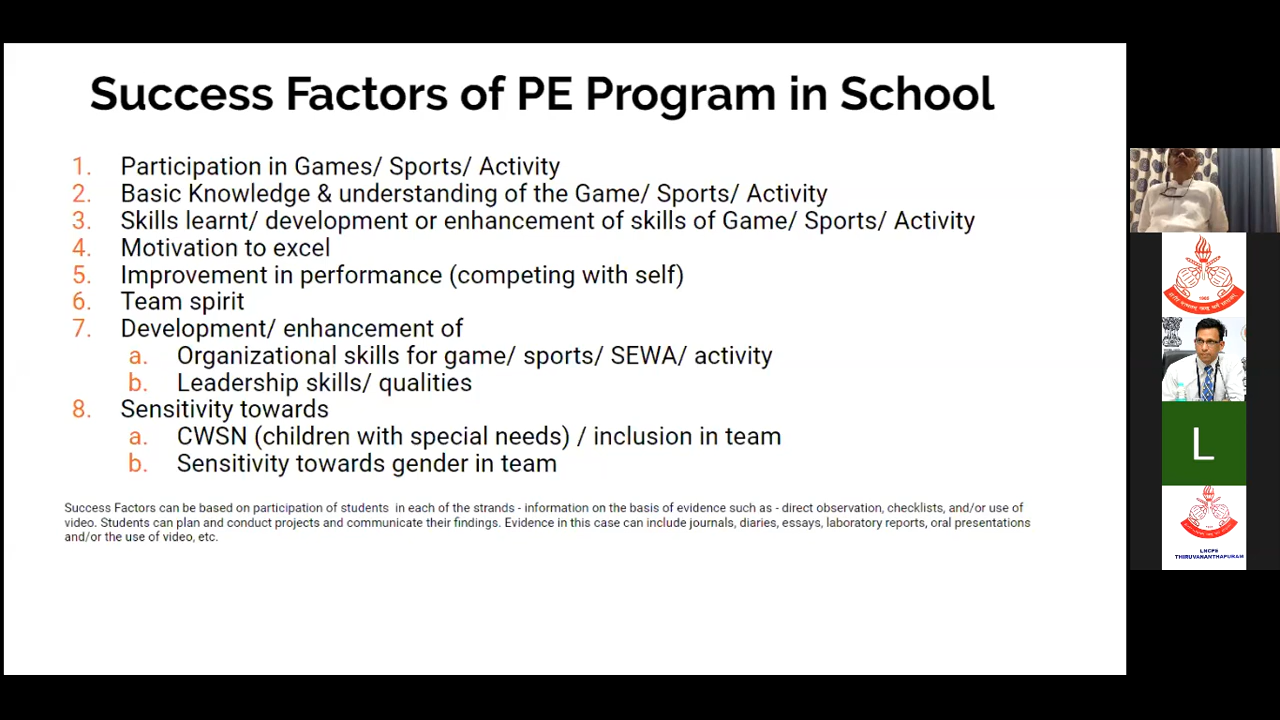 Success Factors of PE Program in School
1. Participation in Games/ Sports/ Activity
2. Basic Knowledge & understanding of the Game/ Sports/ Activity
3. Skills learnt/ development or enhancement of skills of Game/ Sports/ Activity
4. Motivation to excel
5. Improvement in performance (competing with self)
6. Team spirit
7. Development/ enhancement of
a. Organizational skills for game/ sports/ SEWA/ activity
b. Leadership skills/ qualities
8. Sensitivity towards
a. CWSN (children with special needs) / inclusion in team
b. Sensitivity towards gender in team
Success Factors can be based on participation of students in each of the strands - information on the basis of evidence such as - direct observation, checklists, and/or use of
video. Students can plan and conduct projects and communicate their findings. Evidence in this case can include journals, diaries, essays, laboratory reports, oral presentations
and/or the use of video, etc.
1985
L
LNCPE
THIRUVANANTHAPURAM